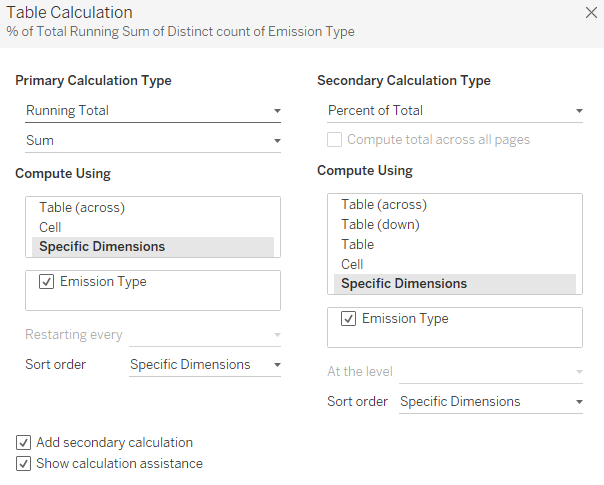 Table Calculation
% of Total Running Sum of Distinct count of Emission Type
Primary Calculation Type
Running Total
Sum
Compute Using
Table (across)
Cell
Specific Dimensions
Emission Type
Restarting every
Sort order Specific Dimensions
Secondary Calculation Type
Percent of Total
Compute total across all pages
Compute Using
Table (across)
Table (down)
Table
Cell
Specific Dimensions
Emission Type
At the level
Sort order Specific Dimensions
Add secondary calculation
Show calculation assistance